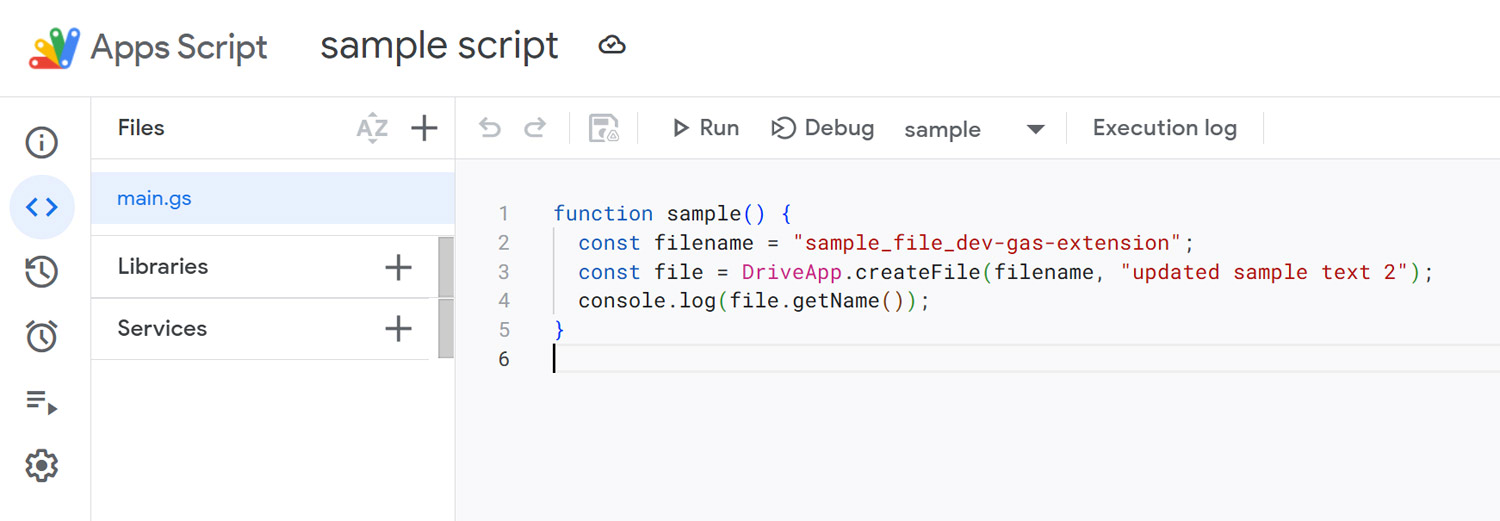 Apps Script sample script
Files AZ
Run Debug sample Execution log
main.gs
Libraries
Services
1 function sample() {
2   const filename = "sample_file_dev-gas-extension";
3   const file = DriveApp.createFile(filename, "updated sample text 2");
4   console.log(file.getName());
5 }
6